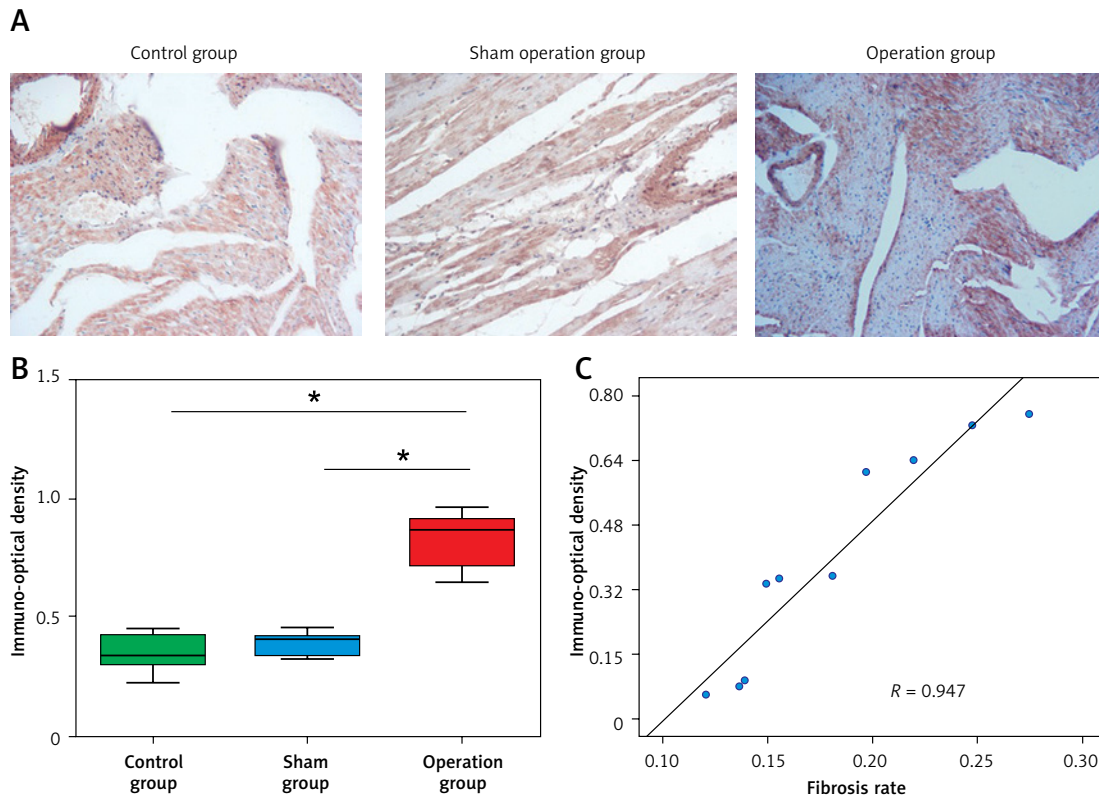 A
Control group
Sham operation group
Operation group
B
Immuno-optical density
1.5
1.0
0.5
0
*
*
Control
group
Sham
group
Operation
group
C
Immuno-optical density
0.80
0.64
0.48
0.32
0.15
0
R = 0.947
0.10
0.15
0.20
0.25
0.30
Fibrosis rate